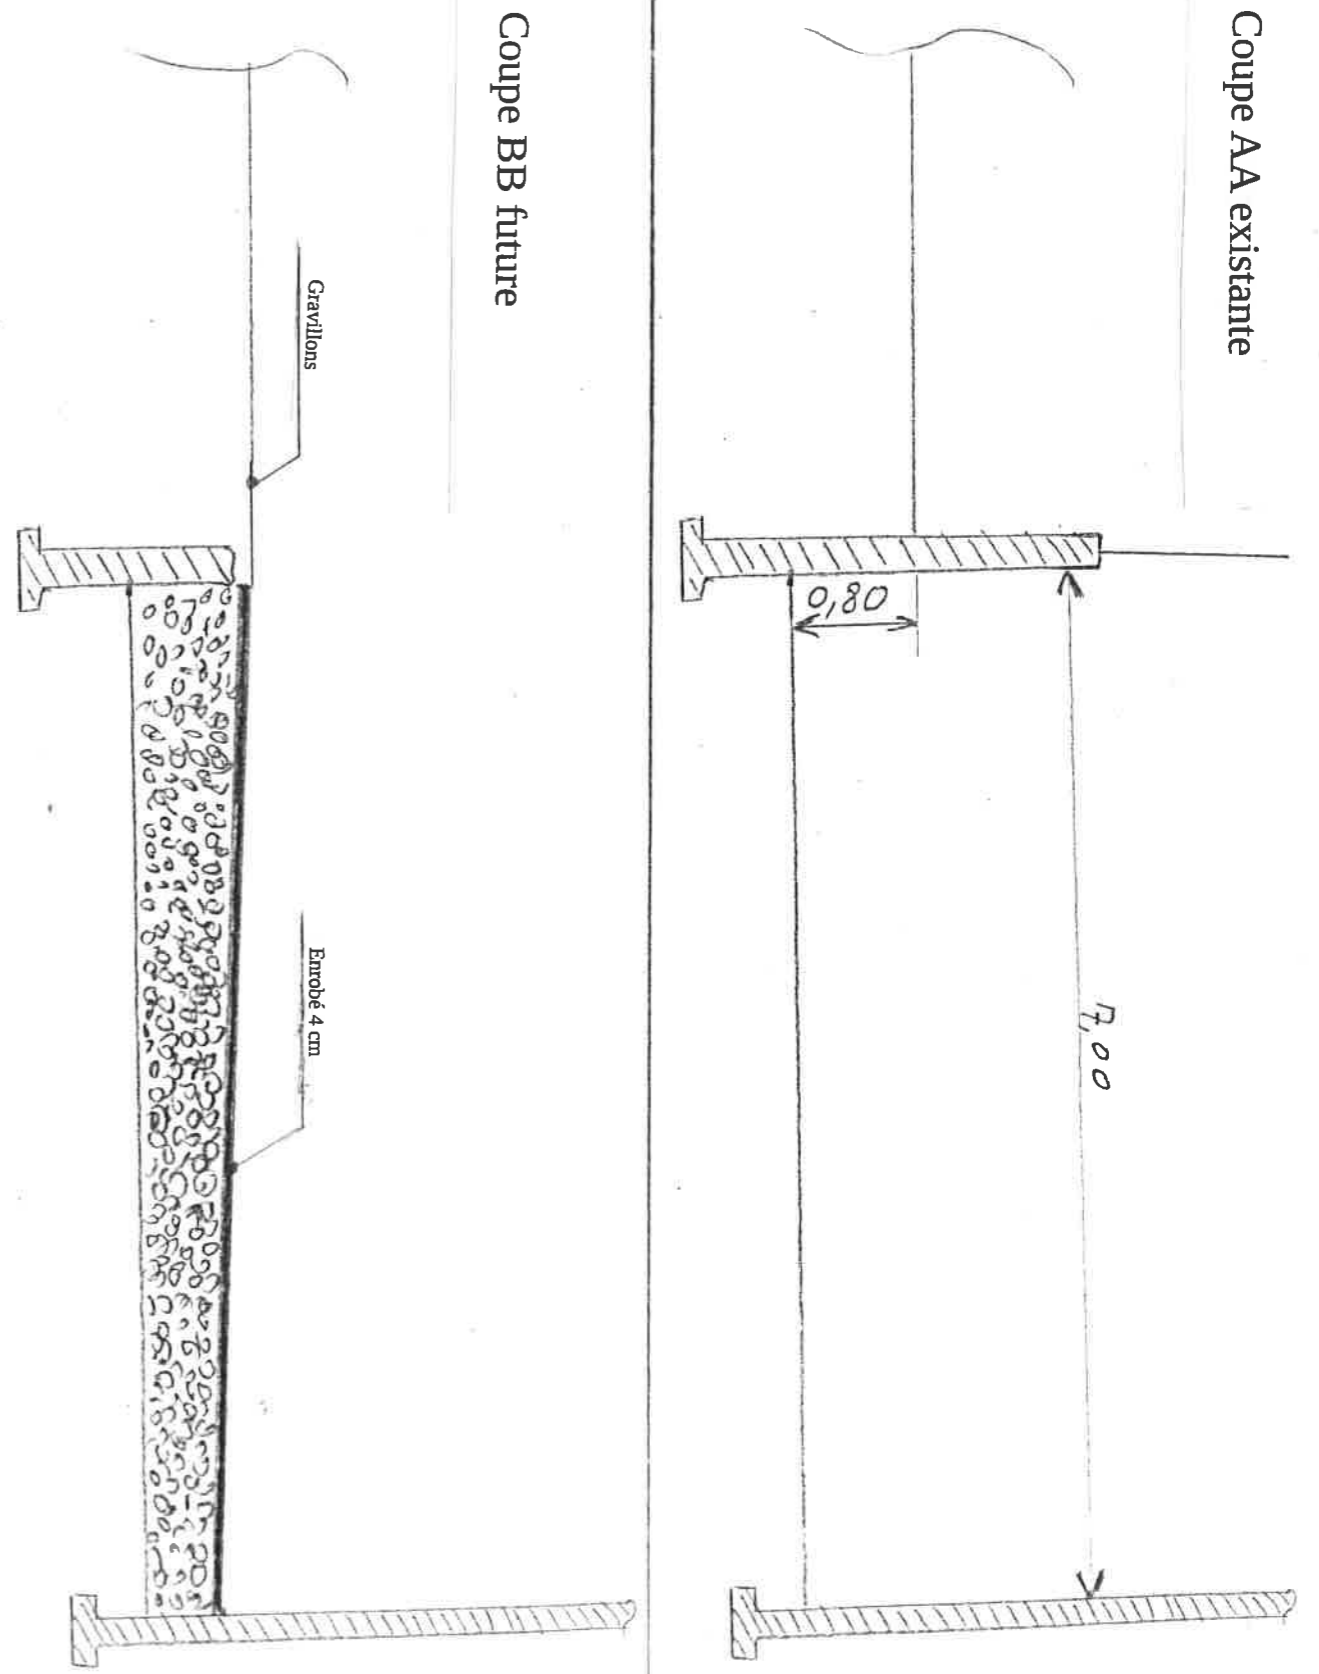 Coupe AA existante
0,80
7,00
Coupe BB future
Gravillons
Enrobé 4 cm